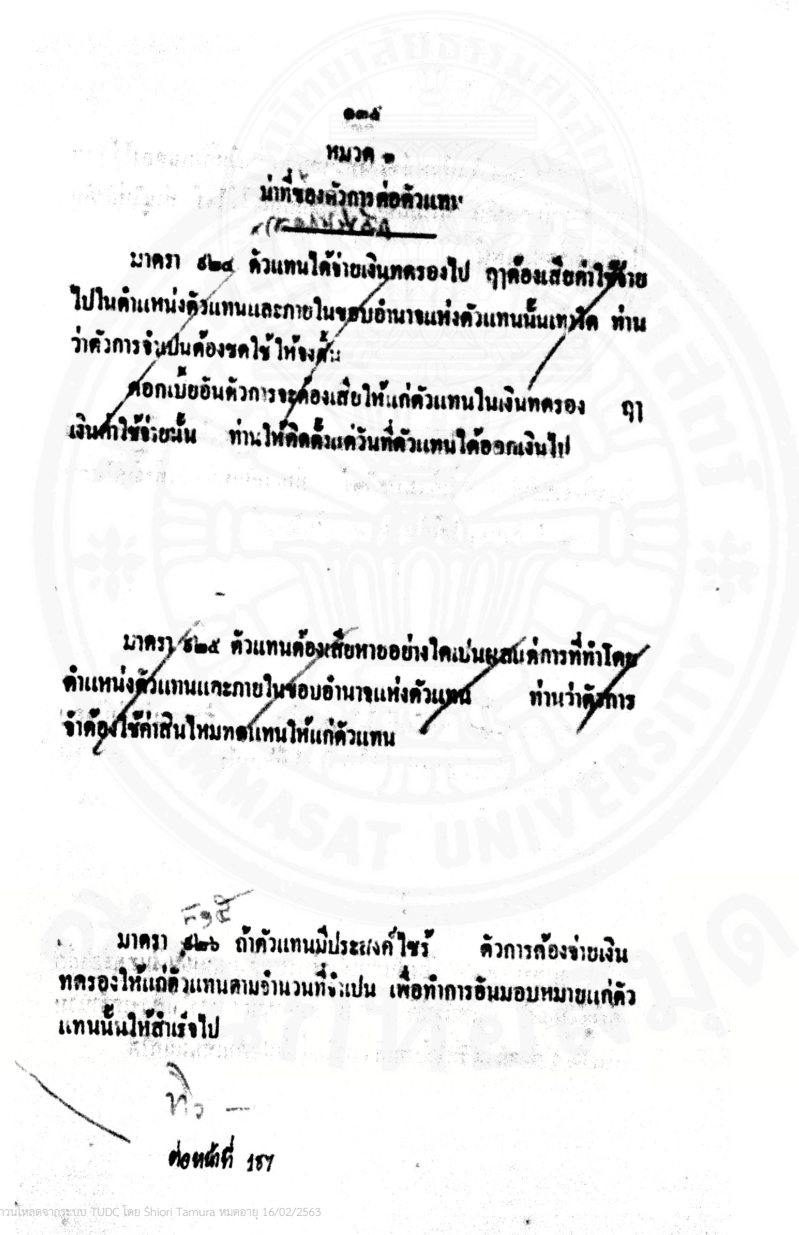 ๑๓๕
หมวด ๓
น่าที่ของตัวการต่อตัวแทน
มาตรา ๘๒๔ ตัวแทนได้จ่ายเงินทดรองไป ฤๅต้องเสียค่าใช้จ่าย
ไปในตำแหน่งตัวแทนและภายในขอบอำนาจแห่งตัวแทนนั้นเท่าใด ท่าน
ว่าตัวการจำเป็นต้องชดใช้ให้จงสิ้น
ดอกเบี้ยอันตัวการจะต้องเสียให้แก่ตัวแทนในเงินทดรอง ฤๅ
เงินค่าใช้จ่ายนั้น ท่านให้คิดตั้งแต่วันที่ตัวแทนได้ออกเงินไป
มาตรา ๘๒๕ ตัวแทนต้องเสียหายอย่างใดเป็นผลแต่การที่ทำโดย
ตำแหน่งตัวแทนและภายในขอบอำนาจแห่งตัวแทน ท่านว่าตัวการ
จำต้องใช้ค่าสินไหมทดแทนให้แก่ตัวแทน
๘๑๕
มาตรา ๘๒๖ ถ้าตัวแทนมีประสงค์ไซร้ ตัวการต้องจ่ายเงิน
ทดรองให้แก่ตัวแทนตามจำนวนที่จำเปน เพื่อทำการอันมอบหมายแก่ตัว
แทนนั้นให้สำเร็จไป
ต่อหน้าที่ 157
THAMMASAT UNIVERSITY
สำนักหอสมุด
ดาวน์โหลดจากระบบ TUDC โดย Shiori Tamura หมดอายุ 16/02/2563